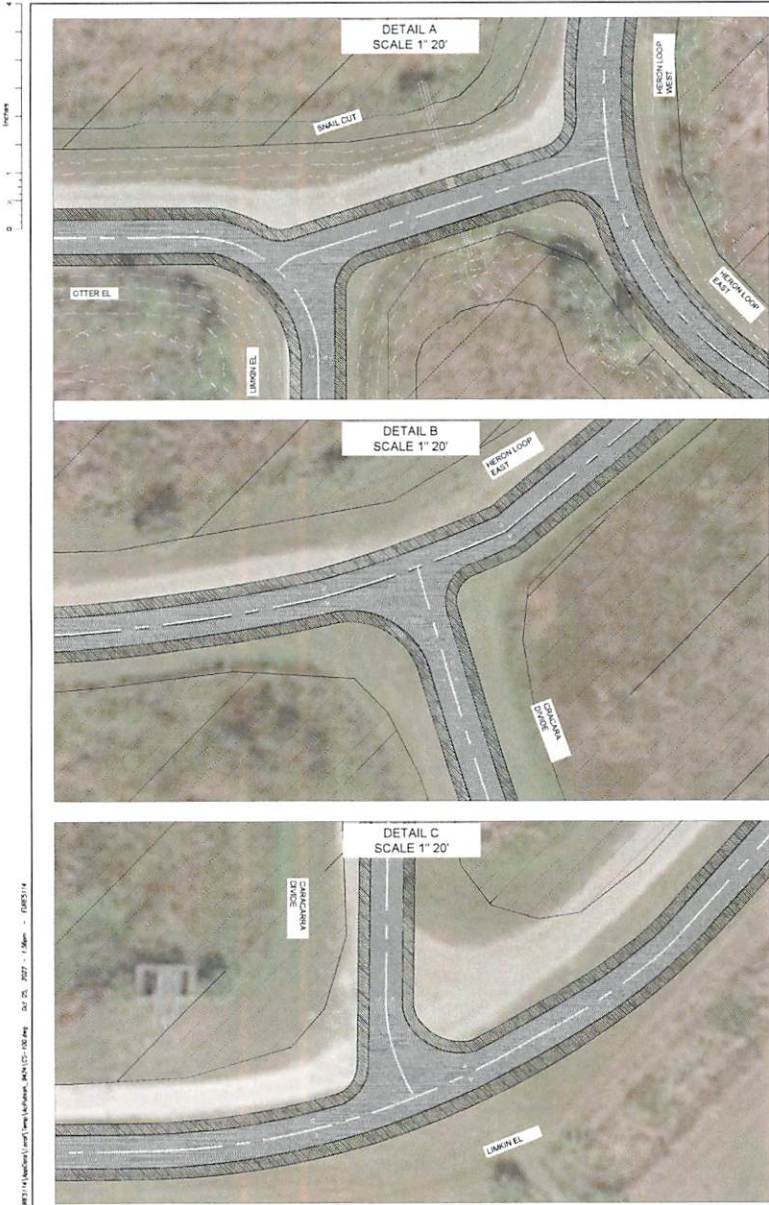 DETAIL A
SCALE 1" 20'
SNAIL CUT
HERON LOOP
WEST
OTTER EL
LIMKIN EL
HERON LOOP
EAST
DETAIL B
SCALE 1" 20'
HERON LOOP
EAST
CRACARA
DIVIDE
DETAIL C
SCALE 1" 20'
CARACARRA
DIVIDE
LIMKIN EL
Inches